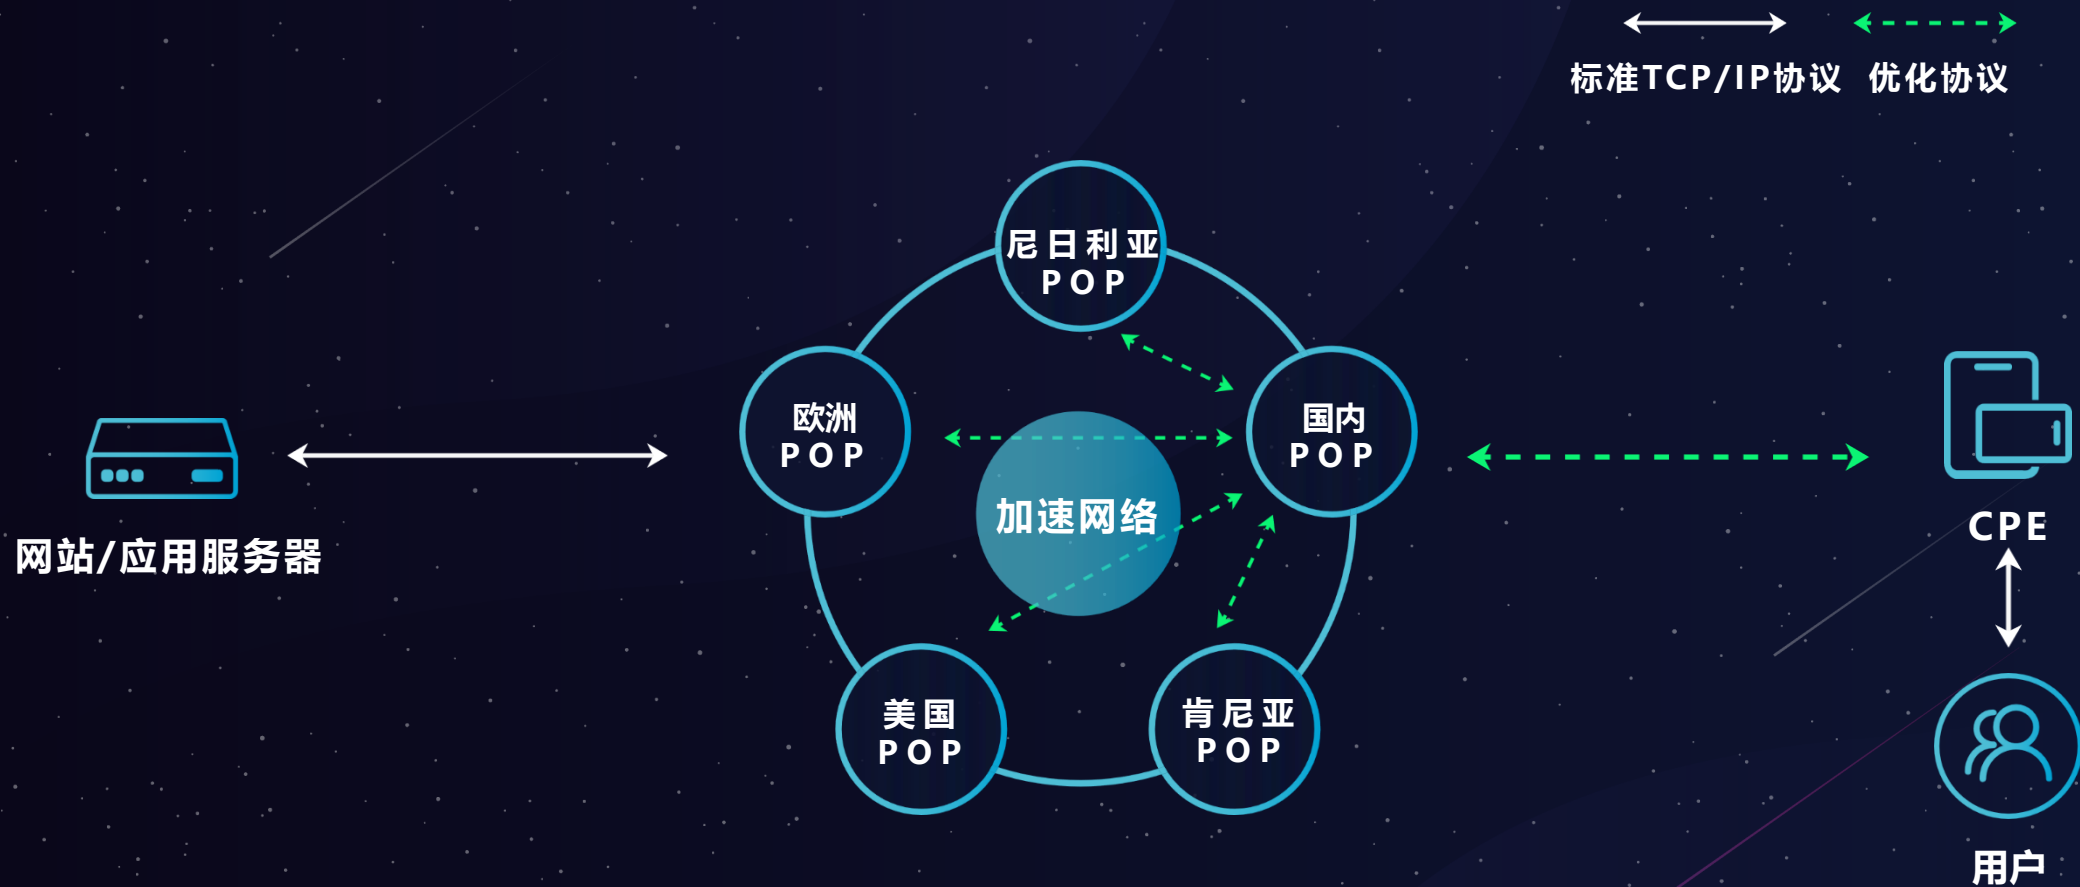 标准TCP/IP协议 优化协议
尼日利亚
POP
欧洲
POP
国内
POP
加速网络
网站/应用服务器
CPE
美国
POP
肯尼亚
POP
用户